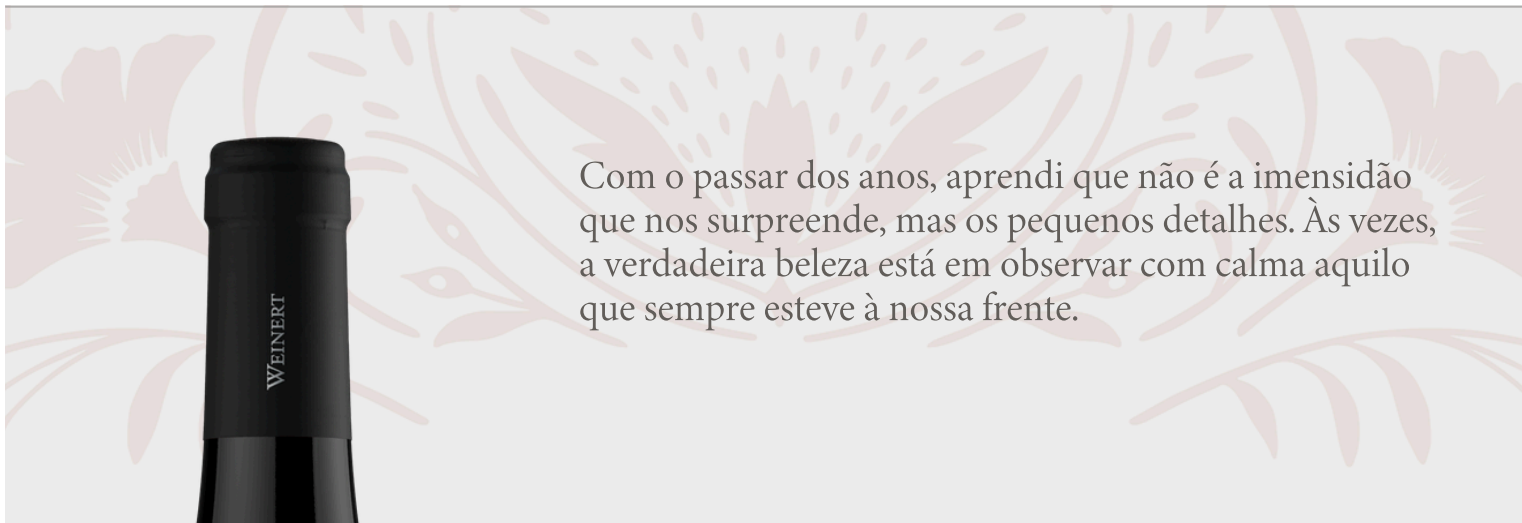 Com o passar dos anos, aprendi que não é a imensidão
que nos surpreende, mas os pequenos detalhes. Às vezes,
a verdadeira beleza está em observar com calma aquilo
que sempre esteve à nossa frente.
WEINERT